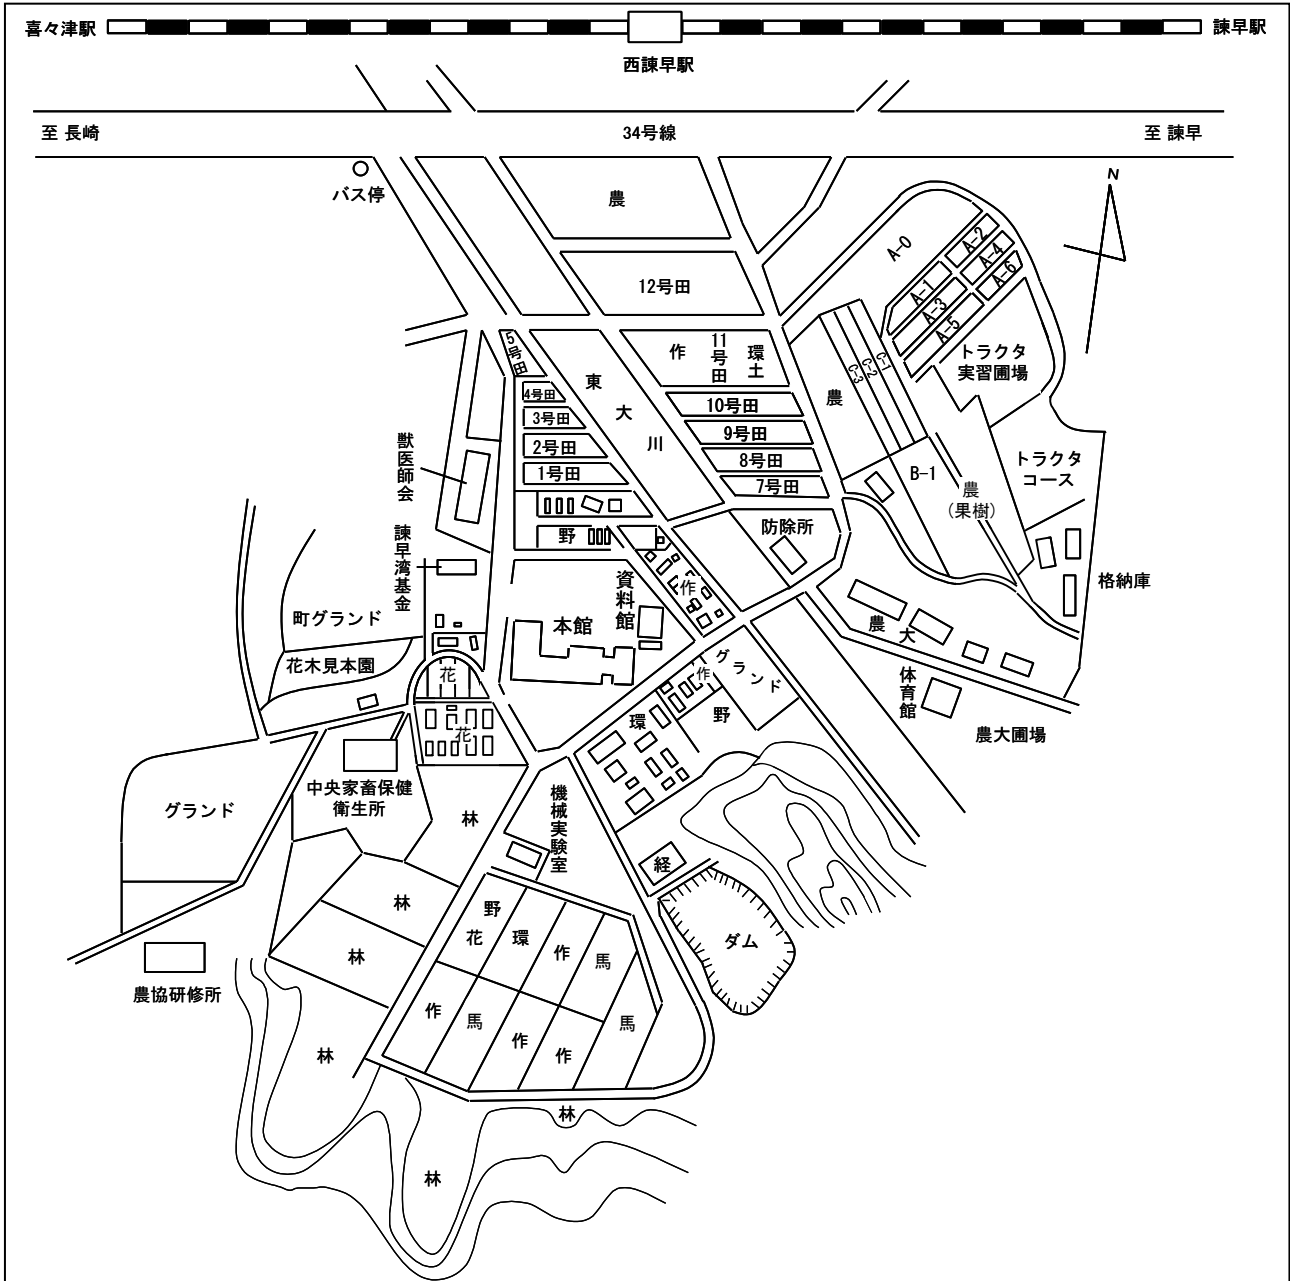 喜々津駅
諫早駅
西諫早駅
至 長崎
34号線
至 諫早
バス停
N
農
12号田
A-0
A-2
A-4
A-6
A-1
A-3
A-5
トラクタ
実習圃場
5号田
作
11号田
環土
C-1
C-2
C-3
農
東大川
4号田
3号田
2号田
1号田
10号田
9号田
8号田
7号田
獣医師会
トラクタ
コース
B-1
農
(果樹)
野
防除所
諫早湾基金
格納庫
資料館
作
本館
町グランド
農大
花木見本園
花
グランド
作
体育館
野
環
花
農大圃場
中央家畜保健
衛生所
グランド
林
機械実験室
経
林
野
花
環
作
馬
ダム
林
農協研修所
作
馬
作
作
馬
林
林
林